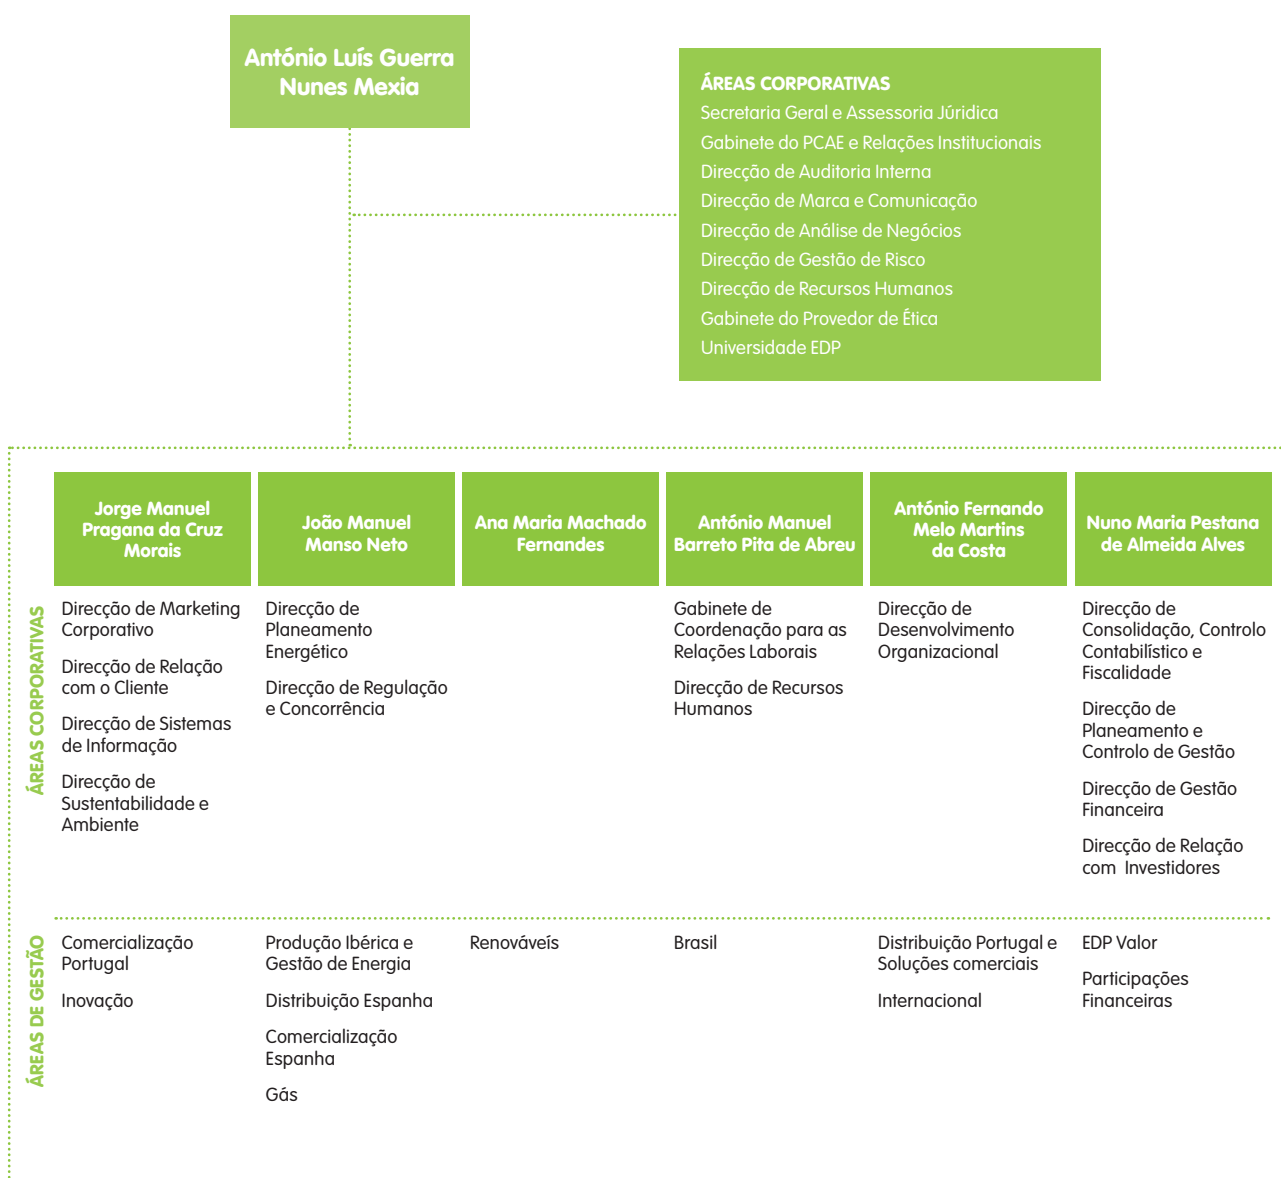 António Luís Guerra
Nunes Mexia
ÁREAS CORPORATIVAS
Secretaria Geral e Assessoria Júridica
Gabinete do PCAE e Relações Institucionais
Direcção de Auditoria Interna
Direcção de Marca e Comunicação
Direcção de Análise de Negócios
Direcção de Gestão de Risco
Direcção de Recursos Humanos
Gabinete do Provedor de Ética
Universidade EDP
Jorge Manuel
Pragana da Cruz
Morais
João Manuel
Manso Neto
Ana Maria Machado
Fernandes
António Manuel
Barreto Pita de Abreu
António Fernando
Melo Martins
da Costa
Nuno Maria Pestana
de Almeida Alves
ÁREAS CORPORATIVAS
Direcção de Marketing
Corporativo
Direcção de Relação
com o Cliente
Direcção de Sistemas
de Informação
Direcção de
Sustentabilidade e
Ambiente
Direcção de
Planeamento
Energético
Direcção de Regulação
e Concorrência
Gabinete de
Coordenação para as
Relações Laborais
Direcção de Recursos
Humanos
Direcção de
Desenvolvimento
Organizacional
Direcção de
Consolidação, Controlo
Contabilístico e
Fiscalidade
Direcção de
Planeamento e
Controlo de Gestão
Direcção de Gestão
Financeira
Direcção de Relação
com Investidores
ÁREAS DE GESTÃO
Comercialização
Portugal
Inovação
Produção Ibérica e
Gestão de Energia
Distribuição Espanha
Comercialização
Espanha
Gás
Renováveís
Brasil
Distribuição Portugal e
Soluções comerciais
Internacional
EDP Valor
Participações
Financeiras